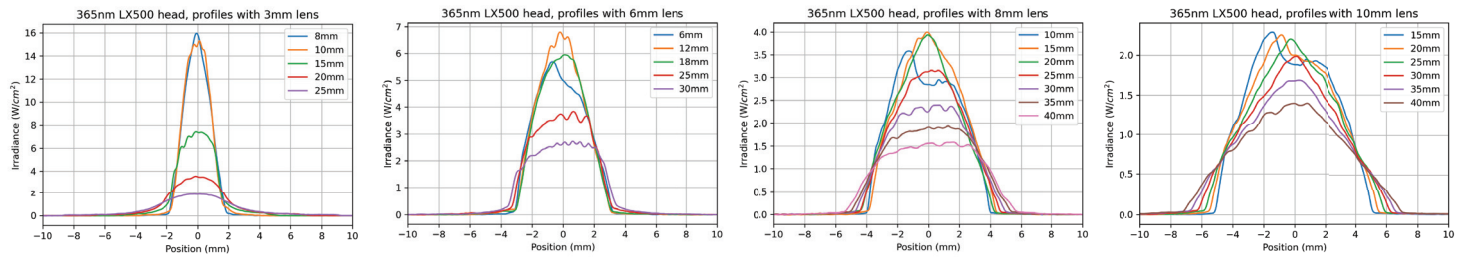 365nm LX500 head, profiles with 3mm lens
16
14
12
10
8
6
4
2
0
Irradiance (W/cm²)
−10 −8 −6 −4 −2 0 2 4 6 8 10
Position (mm)
8mm
10mm
15mm
20mm
25mm
365nm LX500 head, profiles with 6mm lens
7
6
5
4
3
2
1
0
Irradiance (W/cm²)
−10 −8 −6 −4 −2 0 2 4 6 8 10
Position (mm)
6mm
12mm
18mm
25mm
30mm
365nm LX500 head, profiles with 8mm lens
4.0
3.5
3.0
2.5
2.0
1.5
1.0
0.5
0.0
Irradiance (W/cm²)
−10 −8 −6 −4 −2 0 2 4 6 8 10
Position (mm)
10mm
15mm
20mm
25mm
30mm
35mm
40mm
365nm LX500 head, profiles with 10mm lens
2.0
1.5
1.0
0.5
0.0
Irradiance (W/cm²)
−10 −8 −6 −4 −2 0 2 4 6 8 10
Position (mm)
15mm
20mm
25mm
30mm
35mm
40mm